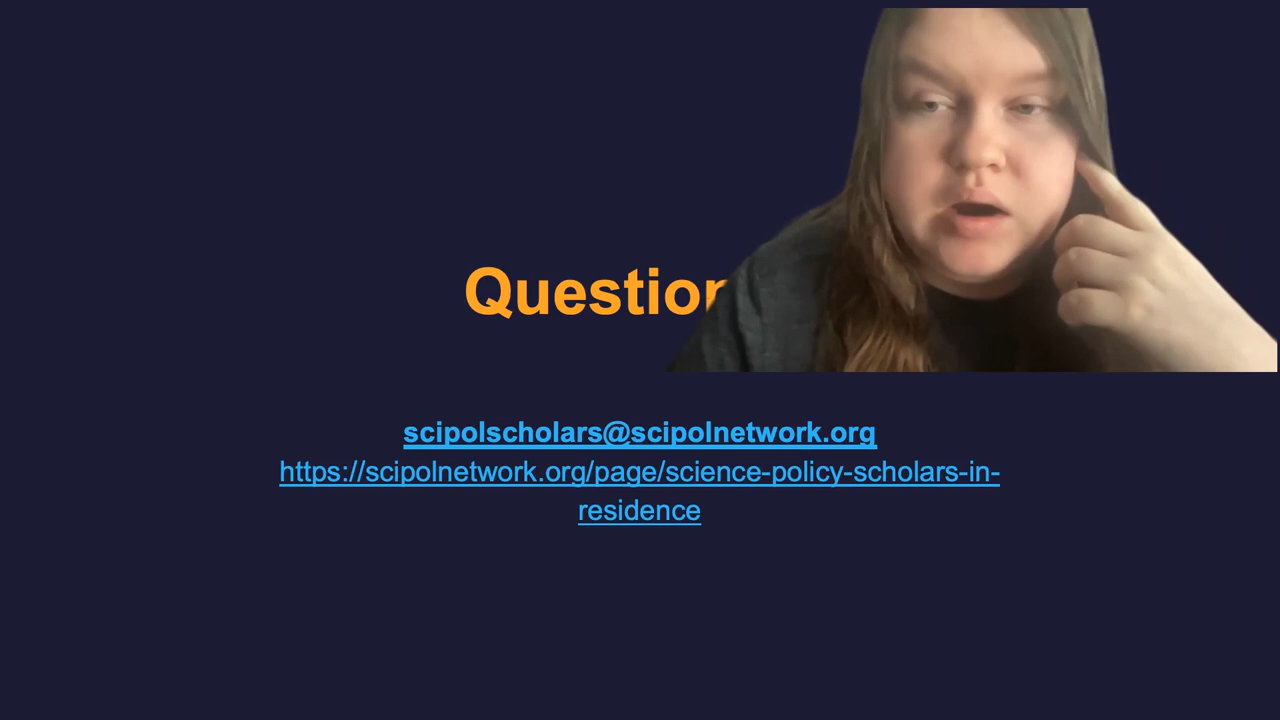 Question
scipolscholars@scipolnetwork.org
https://scipolnetwork.org/page/science-policy-scholars-in-
residence